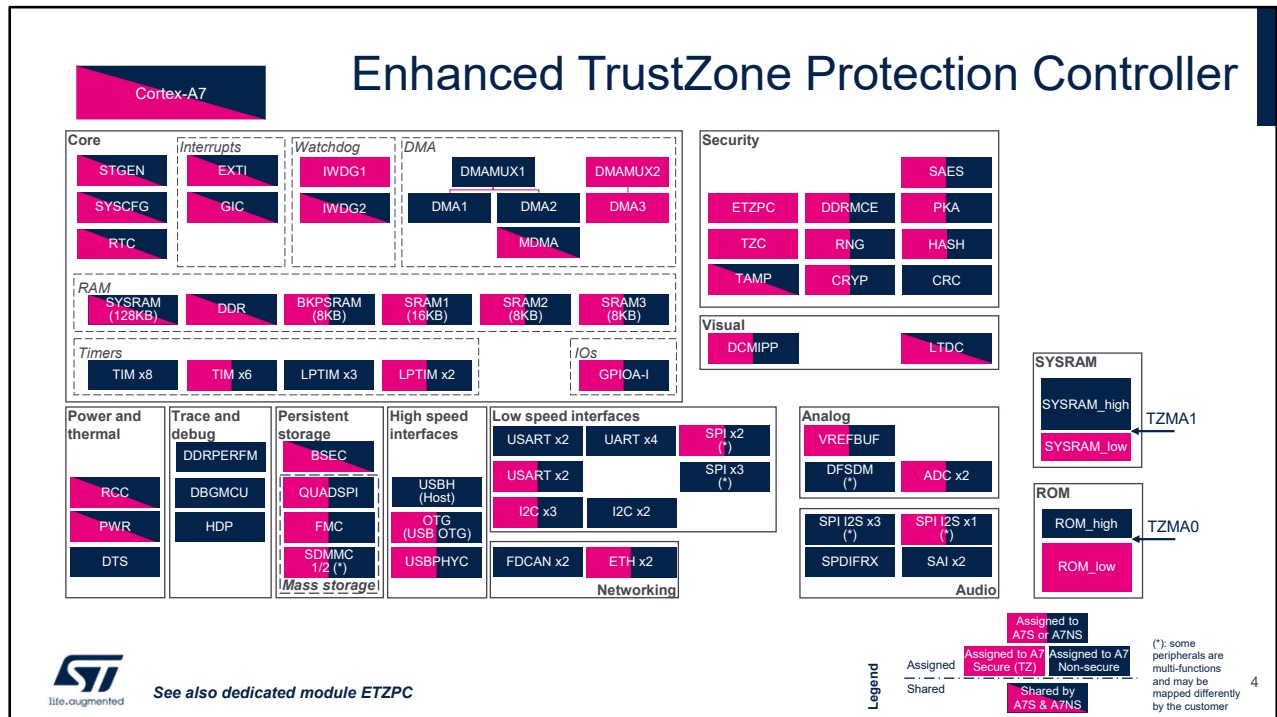 Enhanced TrustZone Protection Controller
Cortex-A7
Core
Interrupts
Watchdog
DMA
STGEN
EXTI
IWDG1
DMAMUX1
DMAMUX2
SYSCFG
GIC
IWDG2
DMA1
DMA2
DMA3
RTC
MDMA
RAM
SYSRAM
(128KB)
DDR
BKPSRAM
(8KB)
SRAM1
(16KB)
SRAM2
(8KB)
SRAM3
(8KB)
Timers
TIM x8
TIM x6
LPTIM x3
LPTIM x2
IOs
GPIOA-I
Security
SAES
ETZPC
DDRMCE
PKA
TZC
RNG
HASH
TAMP
CRYP
CRC
Visual
DCMIPP
LTDC
SYSRAM
SYSRAM_high
TZMA1
SYSRAM_low
ROM
ROM_high
TZMA0
ROM_low
Power and
thermal
RCC
PWR
DTS
Trace and
debug
DDRPERFM
DBGMCU
HDP
Persistent
storage
BSEC
QUADSPI
FMC
SDMMC
1/2 (*)
Mass storage
High speed
interfaces
USBH
(Host)
OTG
(USB OTG)
USBPHYC
Low speed interfaces
USART x2
UART x4
SPI x2
(*)
USART x2
SPI x3
(*)
I2C x3
I2C x2
FDCAN x2
ETH x2
Networking
Analog
VREFBUF
DFSDM
(*)
ADC x2
SPI I2S x3
(*)
SPI I2S x1
(*)
SPDIFRX
SAI x2
Audio
ST
life.augmented
See also dedicated module ETZPC
Legend
Assigned
Shared
Assigned to
A7S or A7NS
Assigned to A7
Secure (TZ)
Assigned to A7
Non-secure
Shared by
A7S & A7NS
(*): some
peripherals are
multi-functions
and may be
mapped differently
by the customer
4